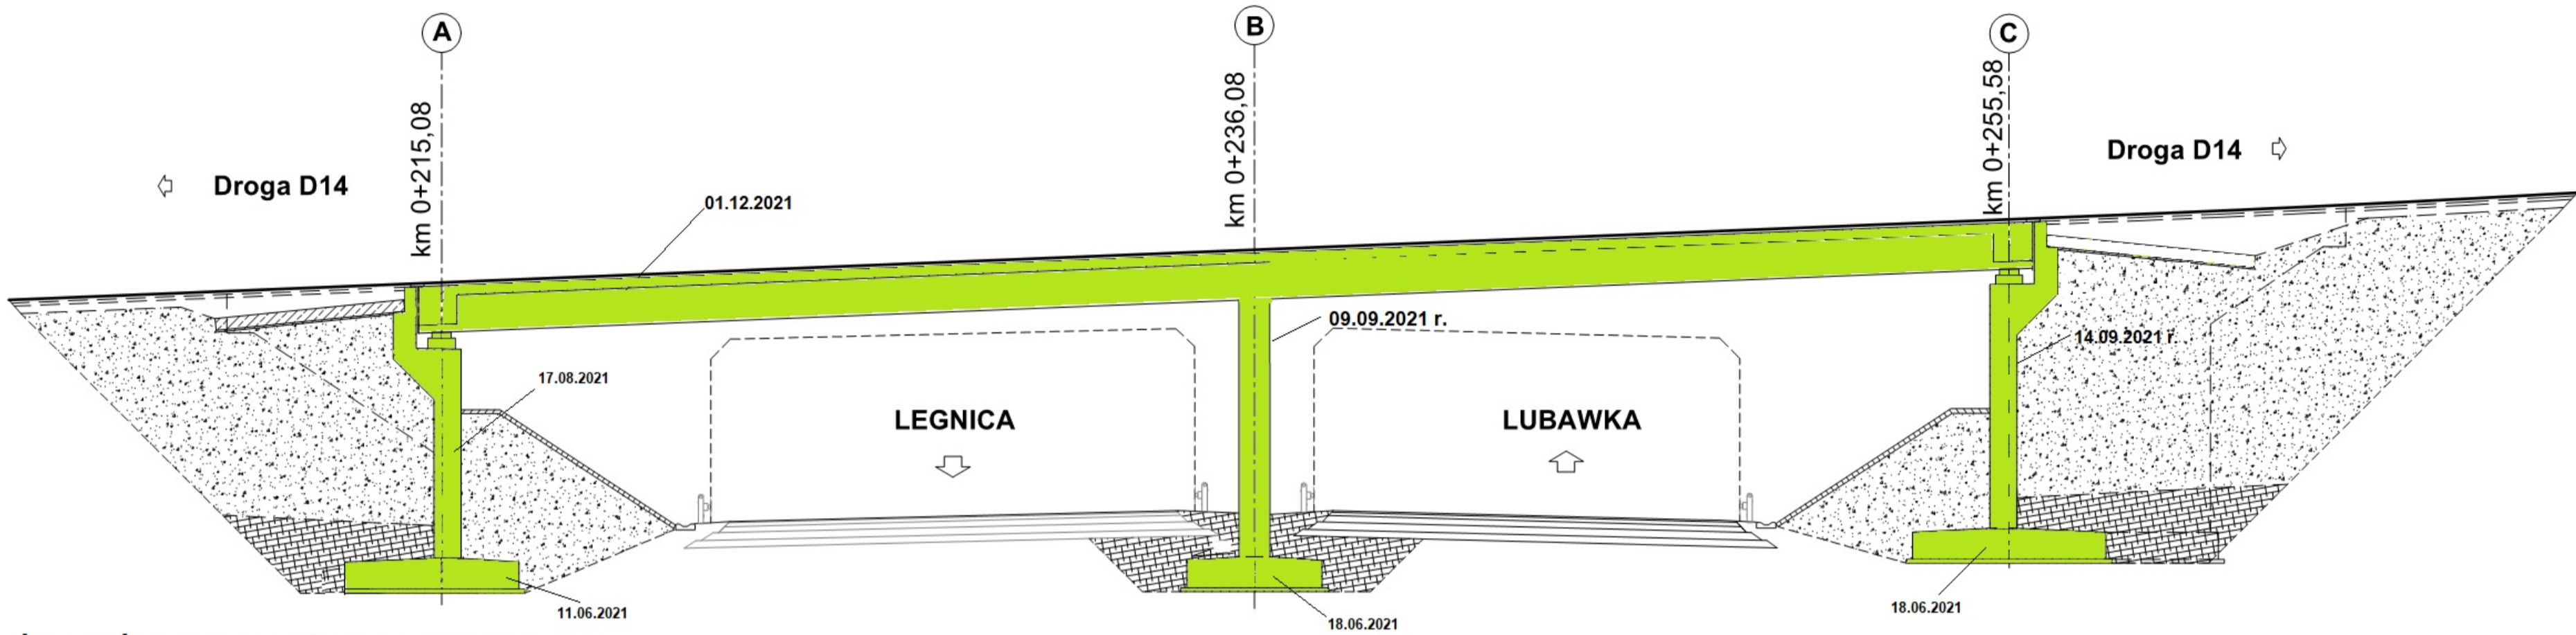 A
B
C
km 0+215,08
km 0+236,08
km 0+255,58
Droga D14
Droga D14
01.12.2021
09.09.2021 r.
14.09.2021 r.
17.08.2021
LEGNICA
LUBAWKA
11.06.2021
18.06.2021
18.06.2021